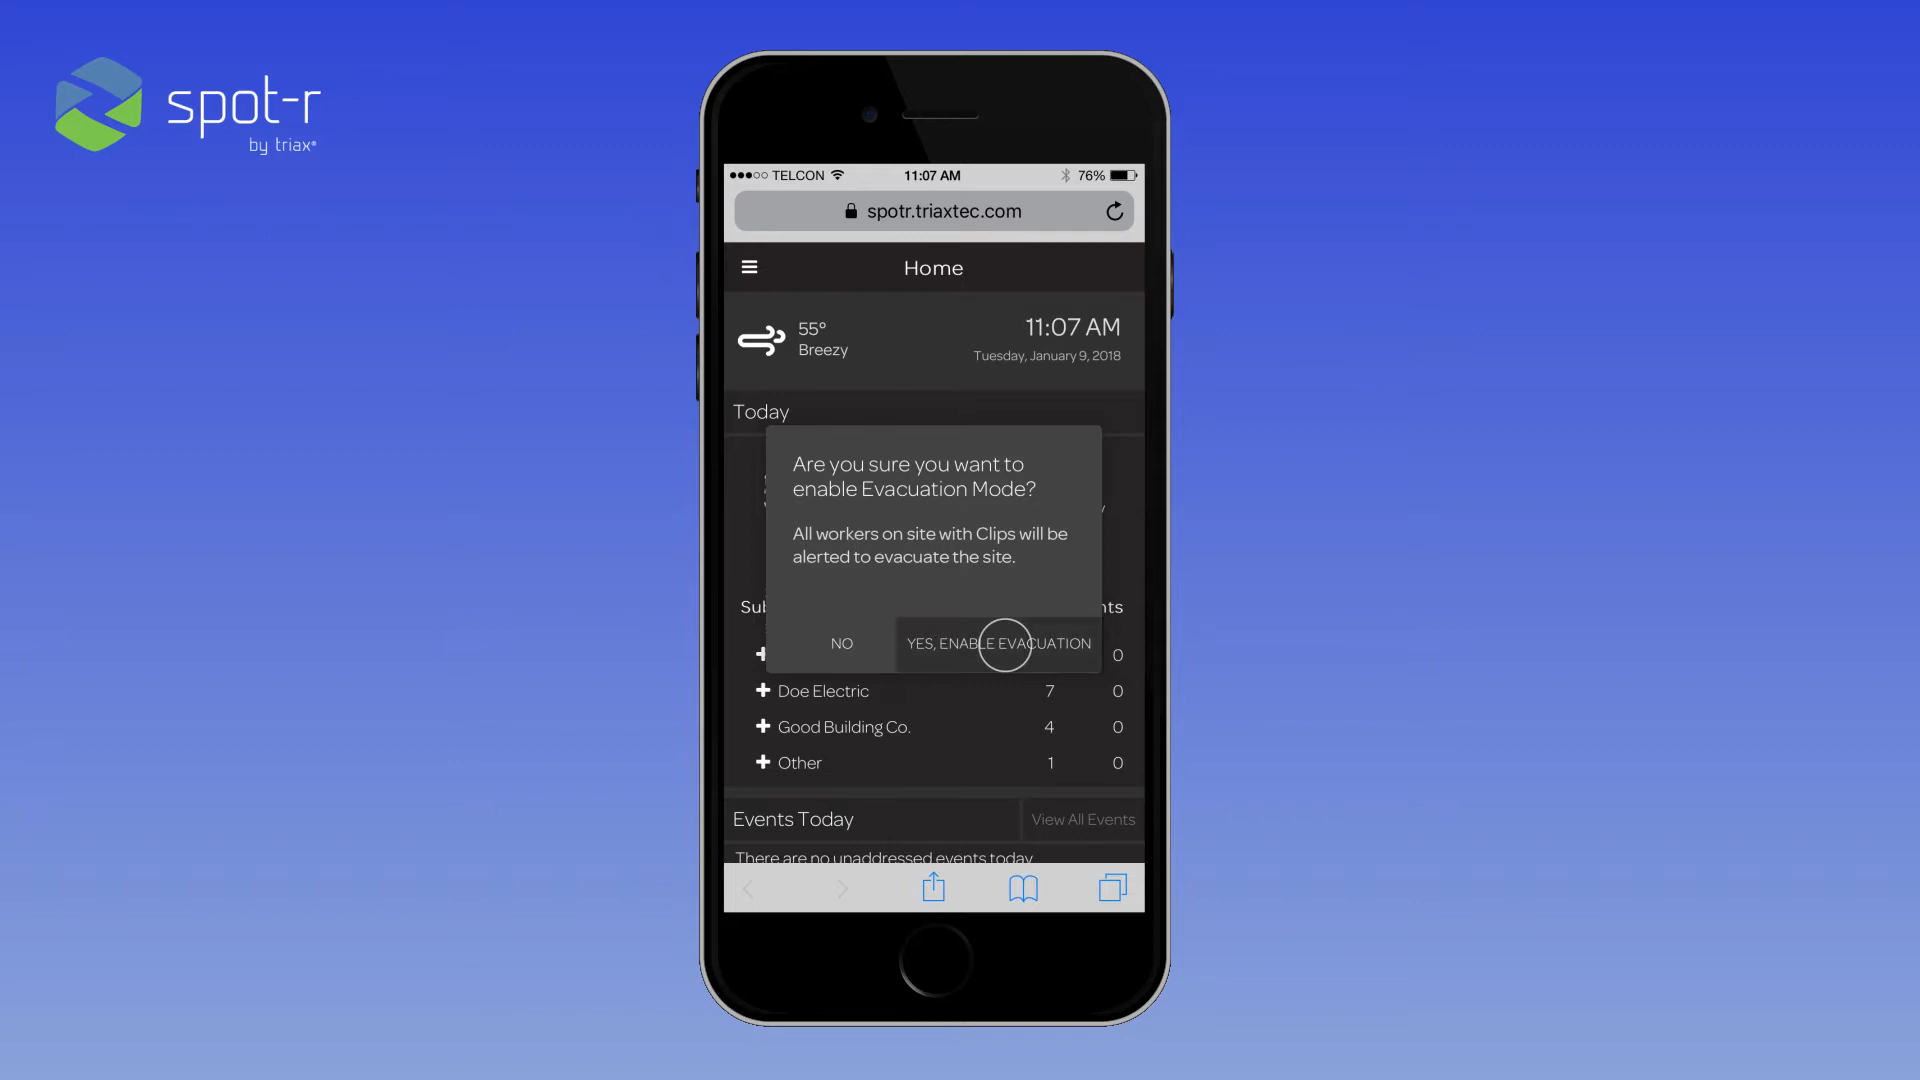 spot-r
by triax®
TELCON
11:07 AM
76%
spotr.triaxtec.com
Home
55°
Breezy
11:07 AM
Tuesday, January 9, 2018
Today
Are you sure you want to
enable Evacuation Mode?
All workers on site with Clips will be
alerted to evacuate the site.
NO
YES, ENABLE EVACUATION
0
Doe Electric 7 0
Good Building Co. 4 0
Other 1 0
Events Today
View All Events
There are no unaddressed events today